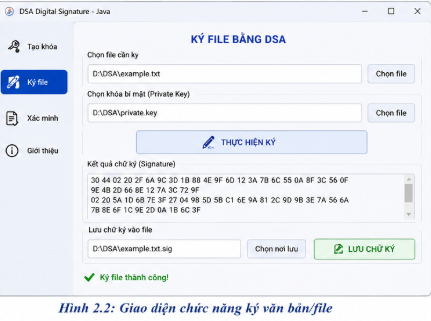 DSA Digital Signature - Java
Tạo khóa
Ký file
Xác minh
Giới thiệu
KÝ FILE BẰNG DSA
Chọn file cần ký
D:\DSA\example.txt
Chọn file
Chọn khóa bí mật (Private Key)
D:\DSA\private.key
Chọn file
THỰC HIỆN KÝ
Kết quả chữ ký (Signature)
30 44 02 20 2F 6A 9C 3D 1B 88 4E 9F 6D 12 3A 7B 6C 55 0A 8F 3C 56 0F
9E 4B 2D 66 8E 12 7A 3C 72 9F
02 20 5A 1D 6B 7E 3F 27 04 98 5D 5B C1 6E 9A 81 2C 9D 9B 3E 7A 56 6A
7B 8E 6F 1C 9E 2D 0A 1B 6C 3F
Lưu chữ ký vào file
D:\DSA\example.txt.sig
Chọn nơi lưu
LƯU CHỮ KÝ
Ký file thành công!
Hình 2.2: Giao diện chức năng ký văn bản/file